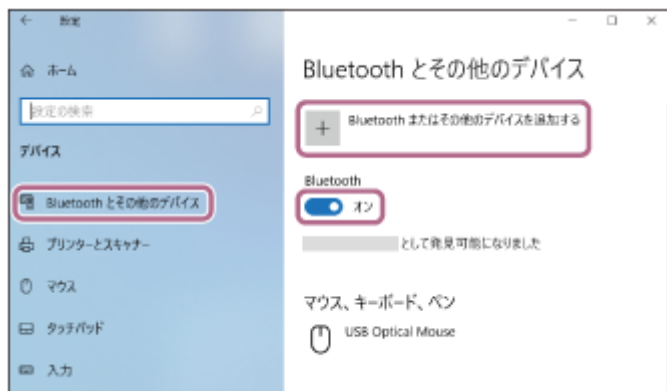 設定
ホーム
設定の検索
デバイス
Bluetooth とその他のデバイス
プリンターとスキャナー
マウス
タッチパッド
入力
Bluetooth とその他のデバイス
Bluetooth またはその他のデバイスを追加する
Bluetooth
オン
として発見可能になりました
マウス、キーボード、ペン
USB Optical Mouse